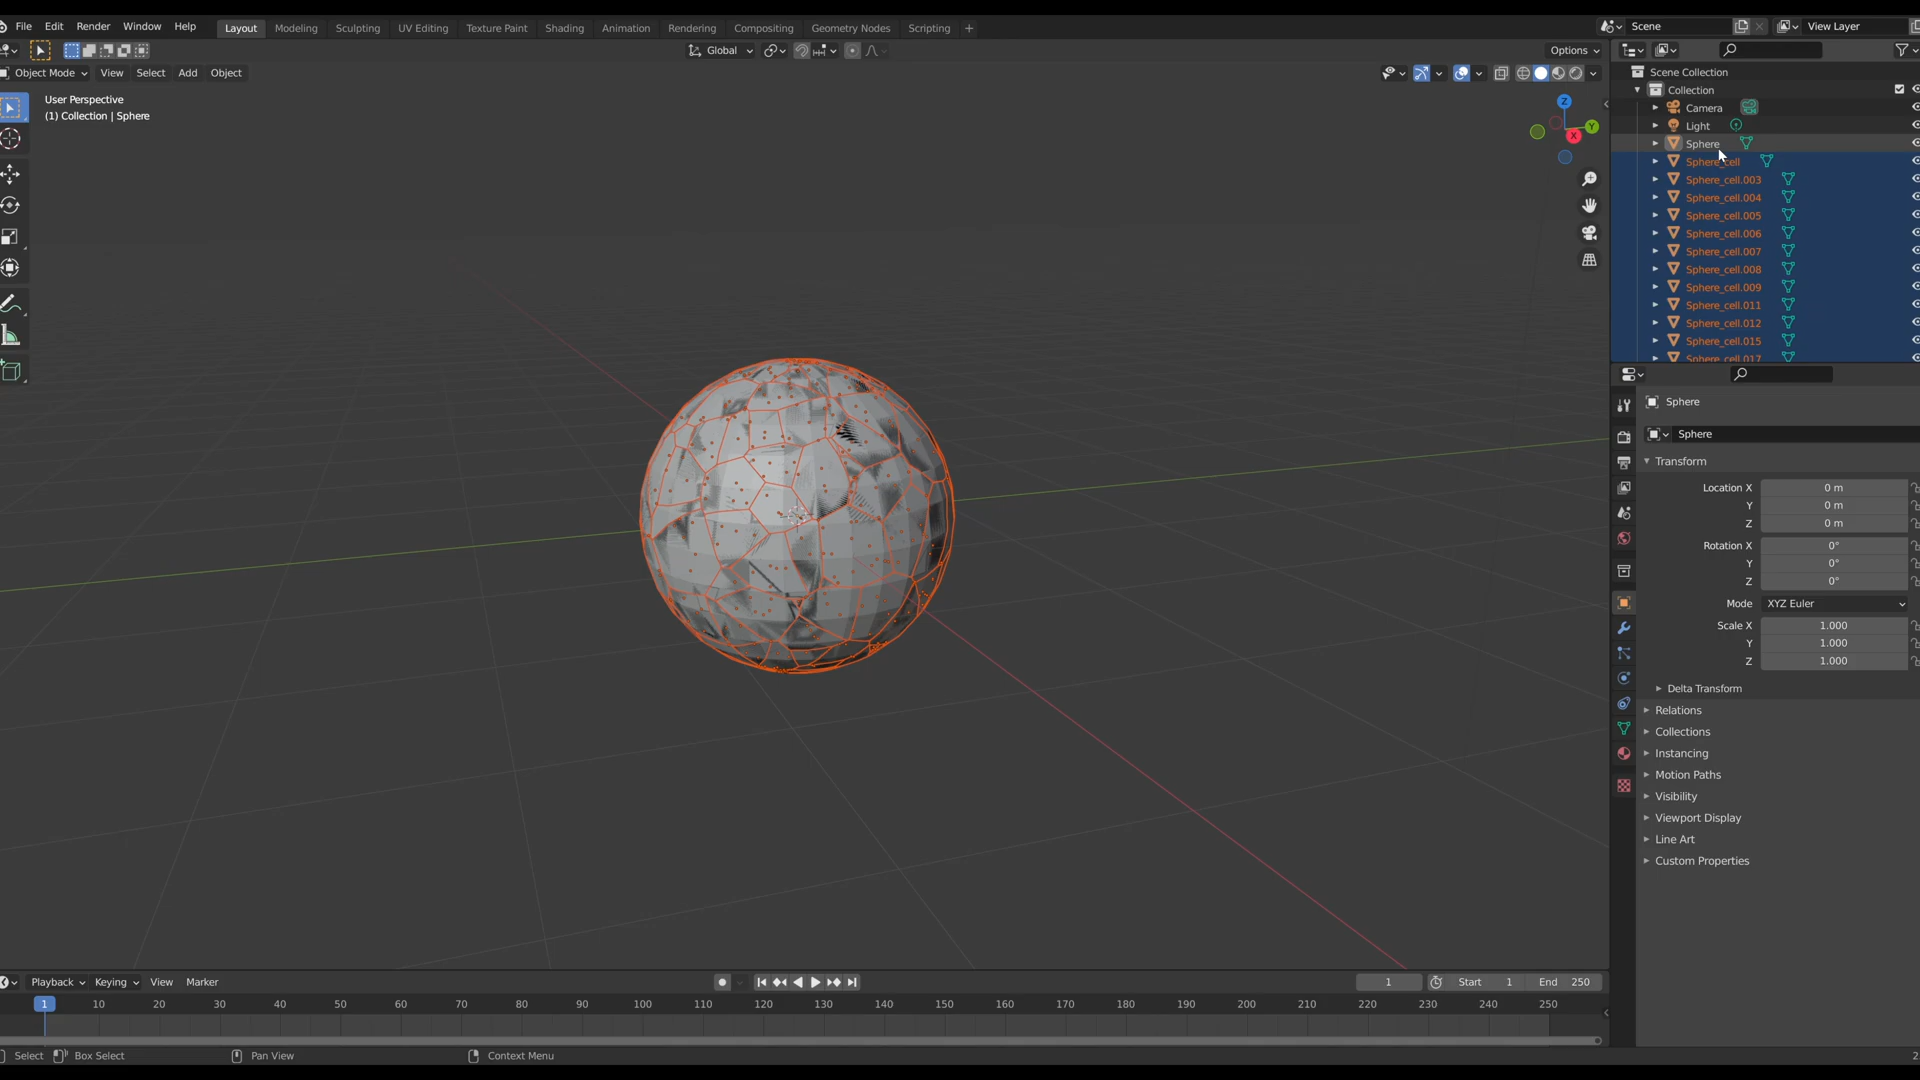 File Edit Render Window Help Layout Modeling Sculpting UV Editing Texture Paint Shading Animation Rendering Compositing Geometry Nodes Scripting + Scene View Layer
Global Options
Object Mode View Select Add Object
User Perspective
(1) Collection | Sphere
Z
Y
X
Scene Collection
Collection
Camera
Light
Sphere
Sphere_cell
Sphere_cell.003
Sphere_cell.004
Sphere_cell.005
Sphere_cell.006
Sphere_cell.007
Sphere_cell.008
Sphere_cell.009
Sphere_cell.011
Sphere_cell.012
Sphere_cell.015
Sphere_cell.017
Sphere
Sphere
Transform
Location X 0 m
Y 0 m
Z 0 m
Rotation X 0°
Y 0°
Z 0°
Mode XYZ Euler
Scale X 1.000
Y 1.000
Z 1.000
Delta Transform
Relations
Collections
Instancing
Motion Paths
Visibility
Viewport Display
Line Art
Custom Properties
Playback Keying View Marker 1 Start 1 End 250
1 10 20 30 40 50 60 70 80 90 100 110 120 130 140 150 160 170 180 190 200 210 220 230 240 250
Select Box Select Pan View Context Menu